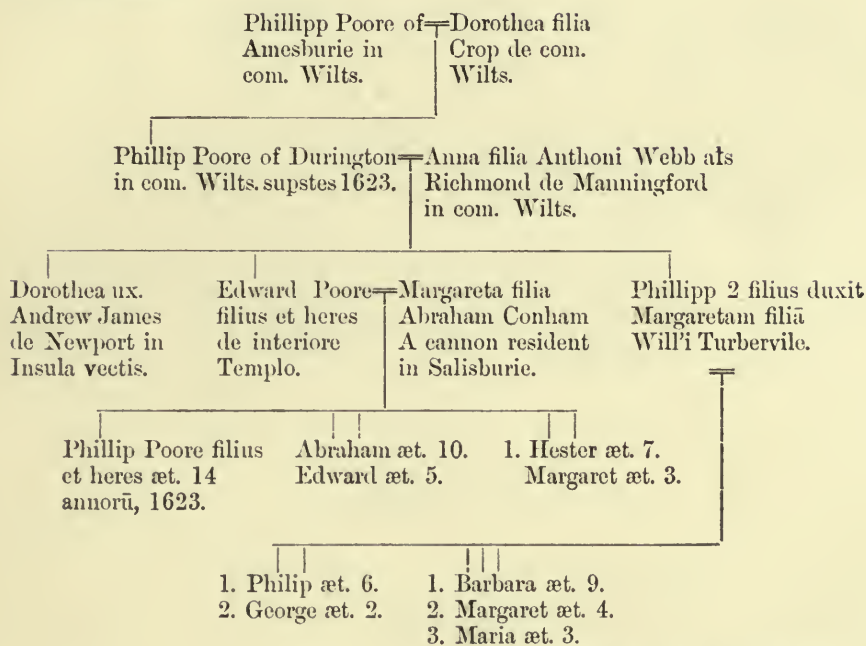 Phillipp Poore of
Amesburie in
com. Wilts.
Dorothea filia
Crop de com.
Wilts.
Phillip Poore of Durington
in com. Wilts. supstes 1623.
Anna filia Anthoni Webb ats
Richmond de Manningford
in com. Wilts.
Dorothea ux.
Andrew James
de Newport in
Insula vectis.
Edward Poore
filius et heres
de interiore
Templo.
Margareta filia
Abraham Conham
A cannon resident
in Salisburie.
Phillipp 2 filius duxit
Margaretam filiā
Will'i Turbervile.
Phillip Poore filius
et heres æt. 14
annorū, 1623.
Abraham æt. 10.
Edward æt. 5.
1. Hester æt. 7.
Margaret æt. 3.
1. Philip æt. 6.
2. George æt. 2.
1. Barbara æt. 9.
2. Margaret æt. 4.
3. Maria æt. 3.